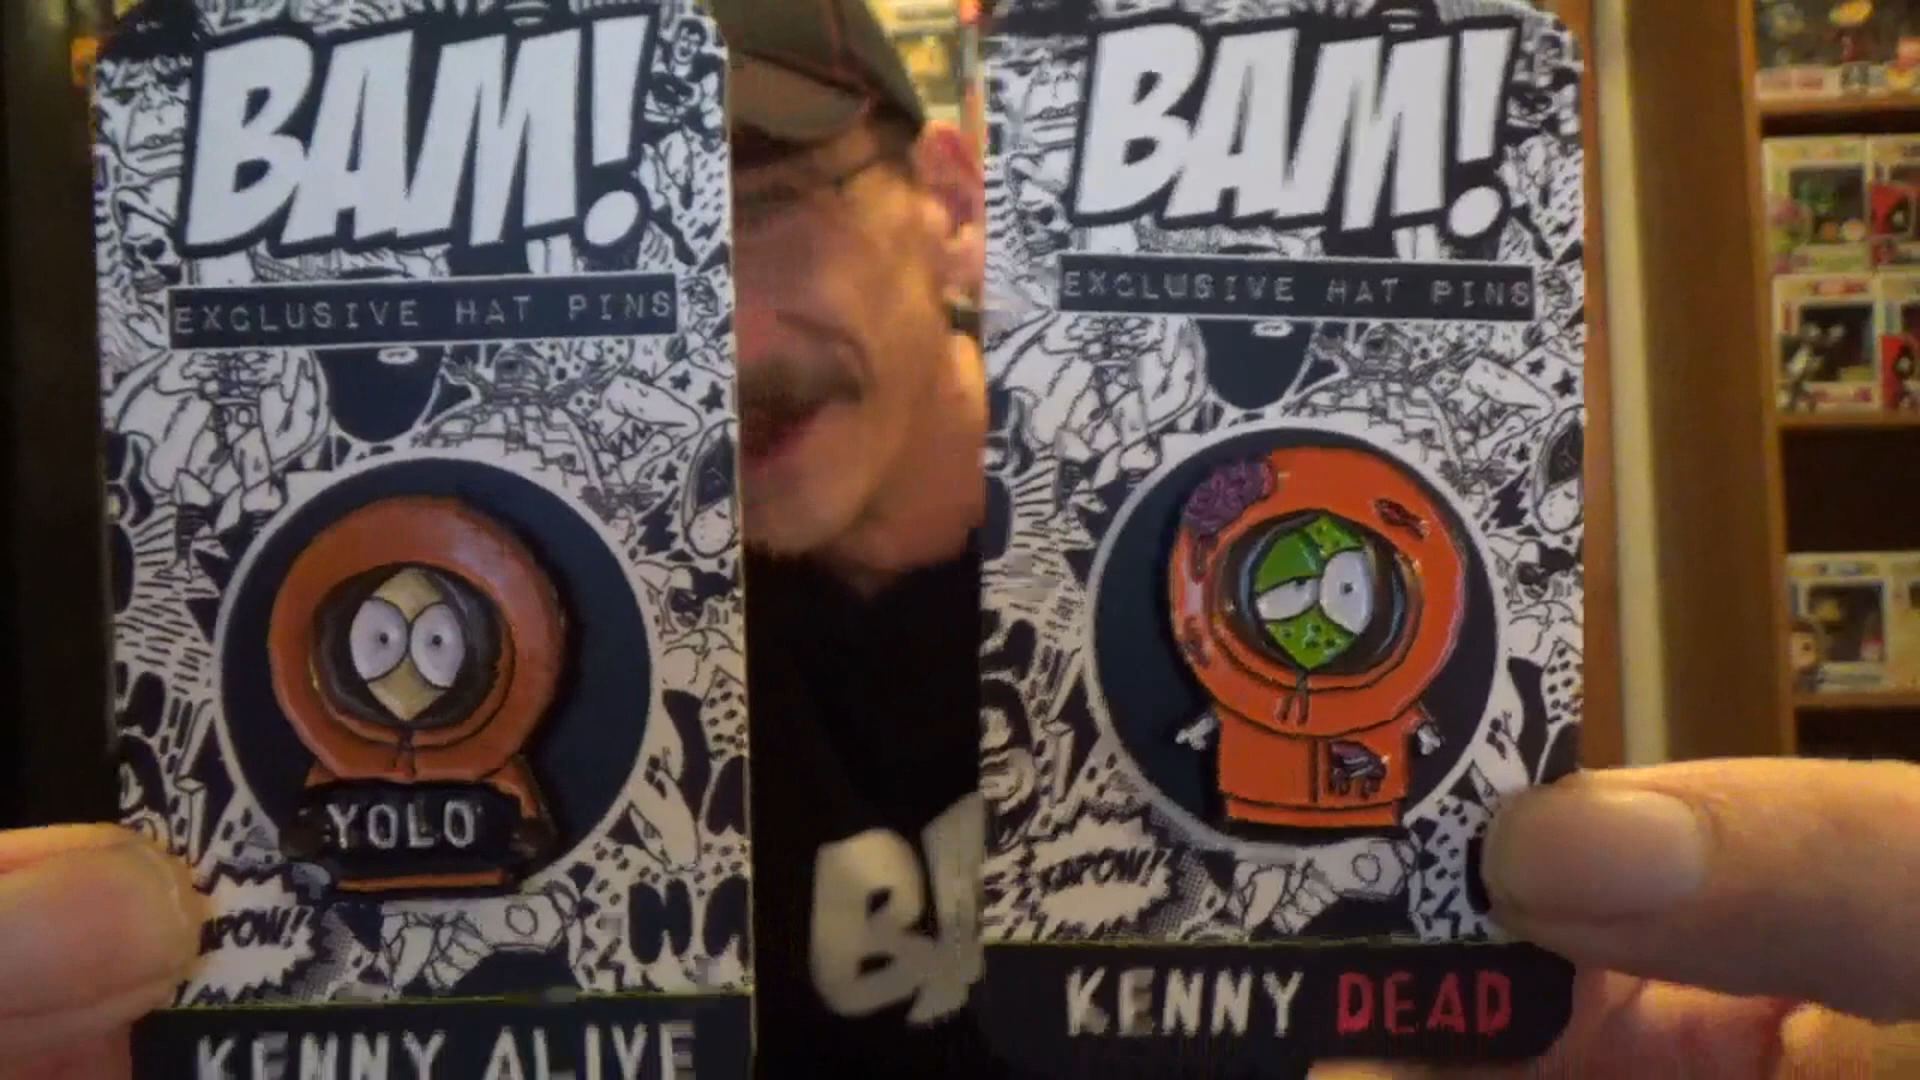 BAM!
EXCLUSIVE HAT PINS
YOLO
KAPOW!!
KENNY ALIVE
BAM!
EXCLUSIVE HAT PINS
KAPOW!!
KENNY DEAD